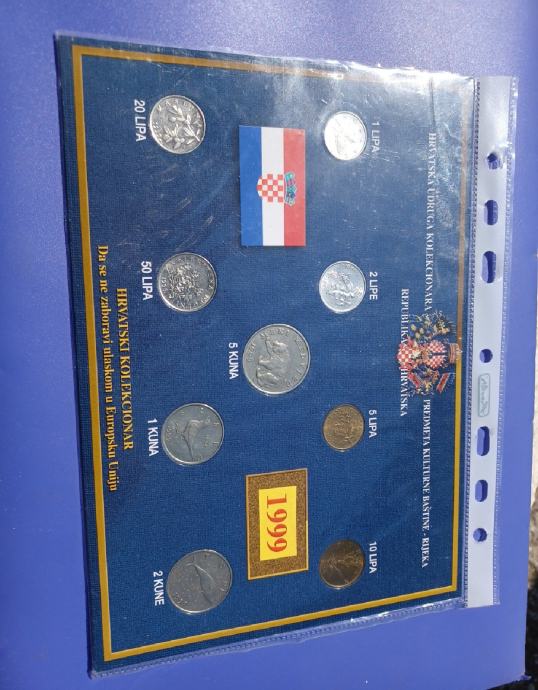 HRVATSKA UDRUGA KOLEKCIONARA PREDMETA KULTURNE BAŠTINE - RIJEKA
REPUBLIKA HRVATSKA
1 LIPA
2 LIPE
5 LIPA
10 LIPA
5 KUNA
1999
20 LIPA
50 LIPA
1 KUNA
2 KUNE
HRVATSKI KOLEKCIONAR
Da se ne zaboravi ulaskom u Europsku Uniju